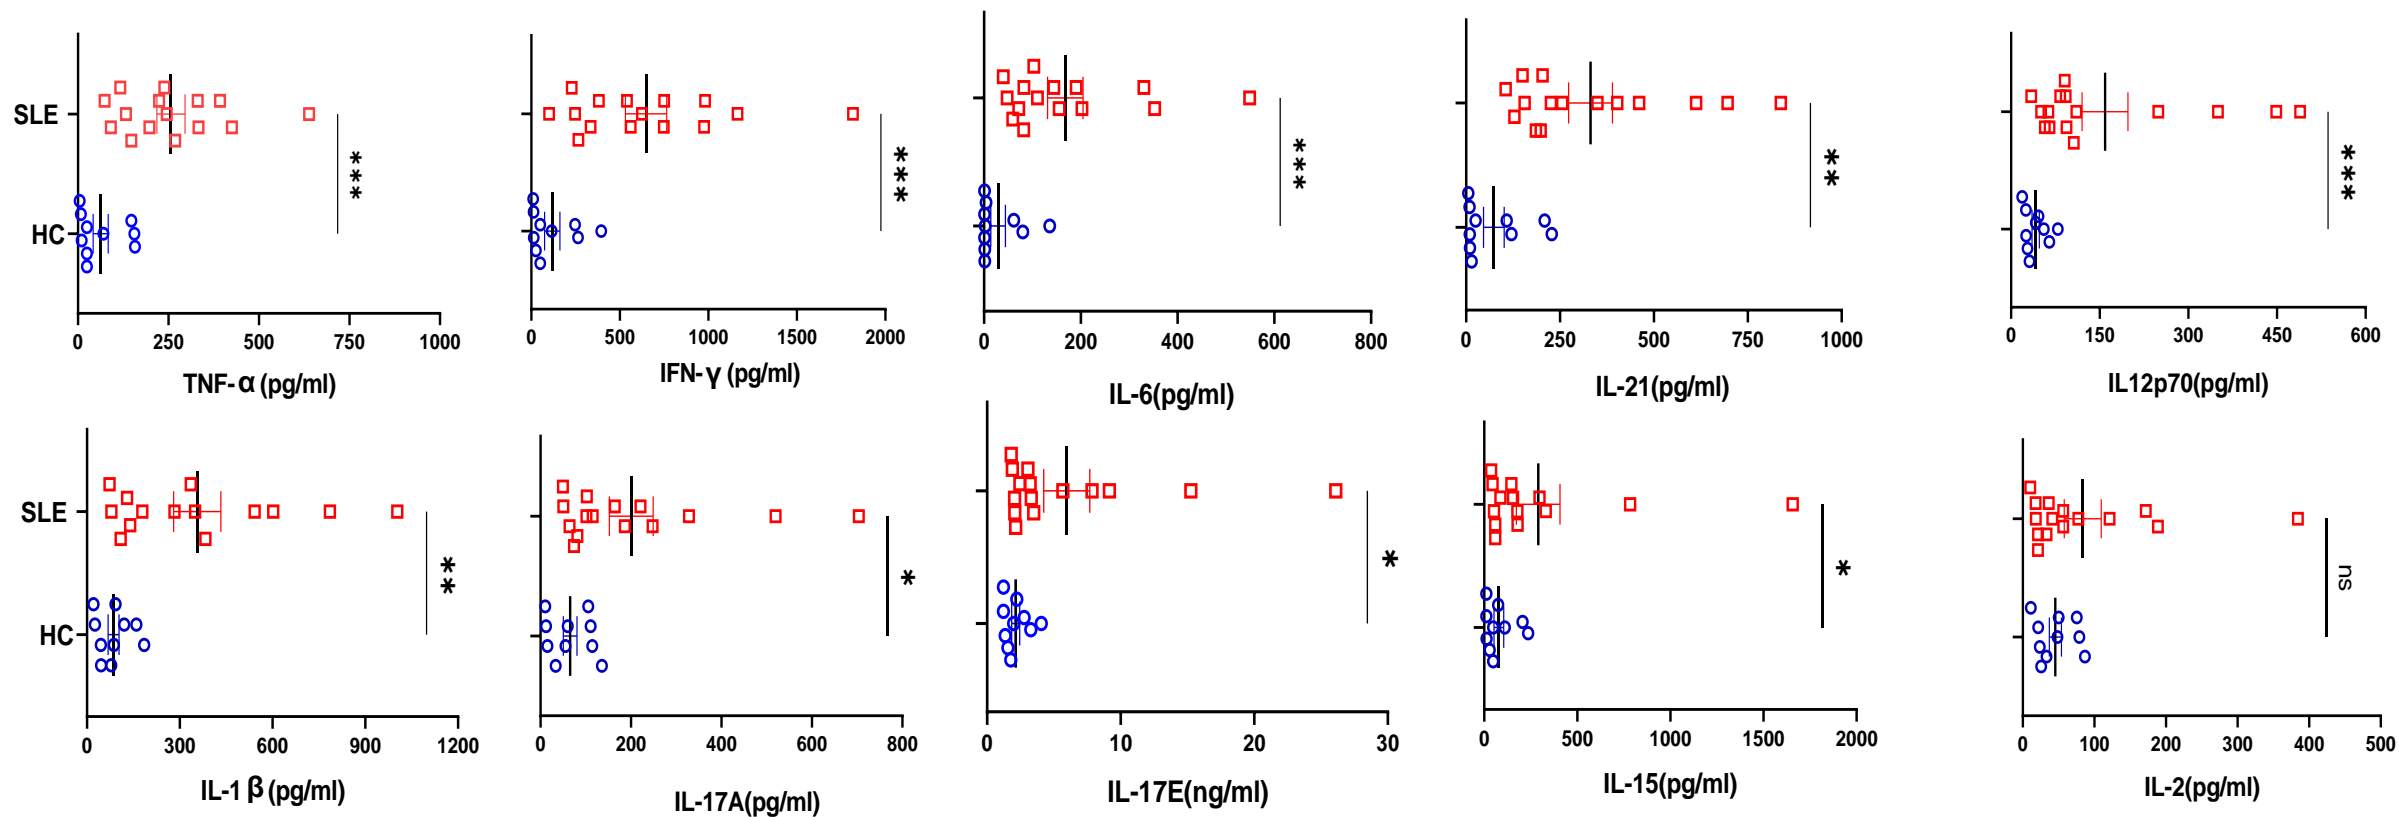 SLE
HC
***
0 250 500 750 1000
TNF-α (pg/ml)
***
0 500 1000 1500 2000
IFN-γ (pg/ml)
***
0 200 400 600 800
IL-6(pg/ml)
**
0 250 500 750 1000
IL-21(pg/ml)
***
0 150 300 450 600
IL12p70(pg/ml)
SLE
HC
**
0 300 600 900 1200
IL-1β (pg/ml)
*
0 200 400 600 800
IL-17A(pg/ml)
*
0 10 20 30
IL-17E(ng/ml)
*
0 500 1000 1500 2000
IL-15(pg/ml)
ns
0 100 200 300 400 500
IL-2(pg/ml)